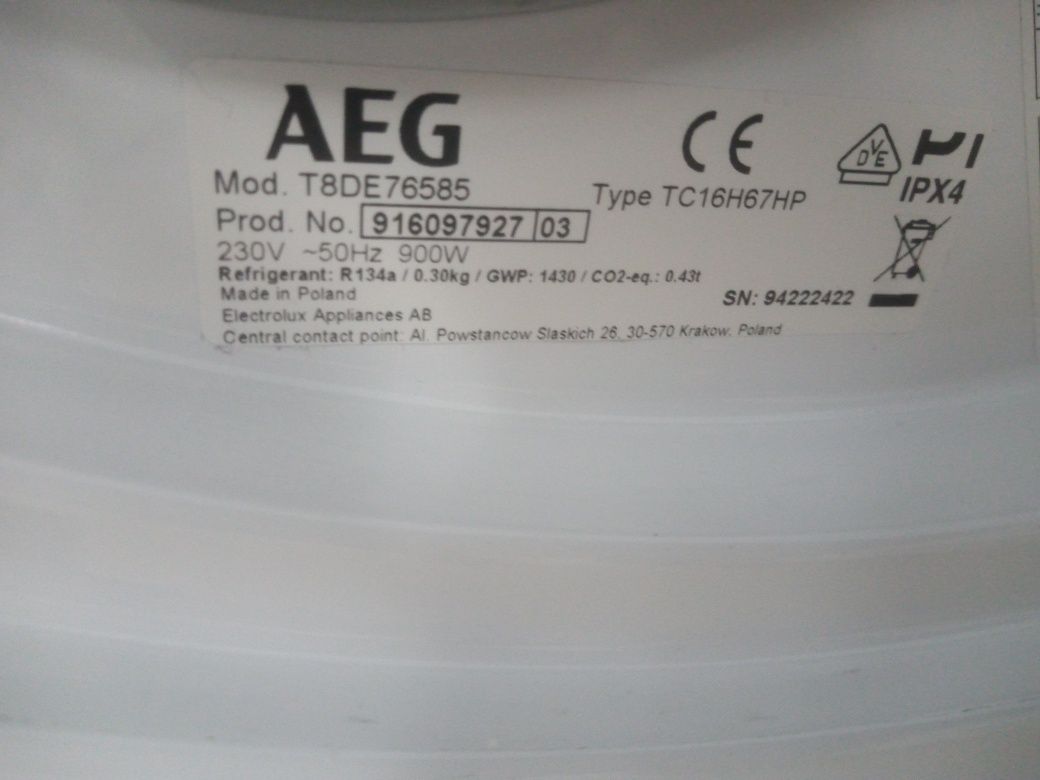 AEG
CE
DVE
IPX4
Mod. T8DE76585
Type TC16H67HP
Prod. No. 916097927 03
230V ~50Hz 900W
Refrigerant: R134a / 0.30kg / GWP: 1430 / CO2-eq.: 0.43t
Made in Poland
SN: 94222422
Electrolux Appliances AB
Central contact point: Al. Powstancow Slaskich 26, 30-570 Krakow, Poland